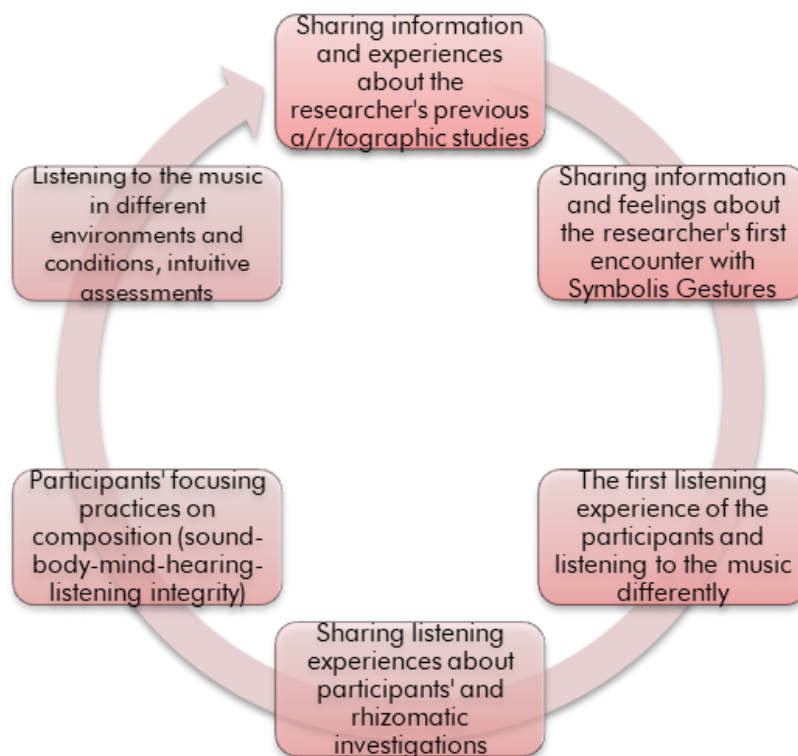 Sharing information
and experiences
about the
researcher's previous
a/r/tographic studies
Sharing information
and feelings about
the researcher's first
encounter with
Symbolis Gestures
The first listening
experience of the
participants and
listening to the music
differently
Sharing listening
experiences about
participants' and
rhizomatic
investigations
Participants' focusing
practices on
composition (sound-
body-mind-hearing-
listening integrity)
Listening to the music
in different
environments and
conditions, intuitive
assessments